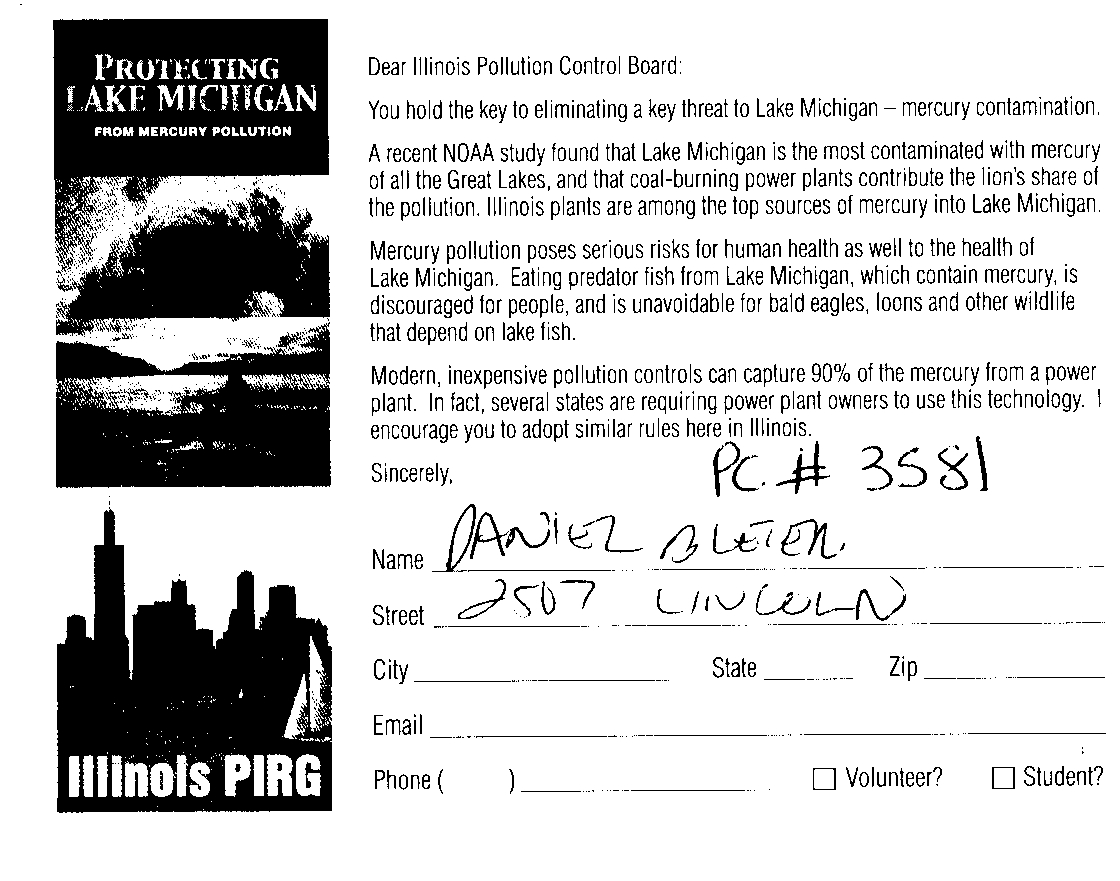 PROTECTING
LAKE MICHIGAN
FROM MERCURY POLLUTION
Illinois PIRG
Dear Illinois Pollution Control Board:
You hold the key to eliminating a key threat to Lake Michigan – mercury contamination.
A recent NOAA study found that Lake Michigan is the most contaminated with mercury
of all the Great Lakes, and that coal-burning power plants contribute the lion's share of
the pollution. Illinois plants are among the top sources of mercury into Lake Michigan.
Mercury pollution poses serious risks for human health as well to the health of
Lake Michigan. Eating predator fish from Lake Michigan, which contain mercury, is
discouraged for people, and is unavoidable for bald eagles, loons and other wildlife
that depend on lake fish.
Modern, inexpensive pollution controls can capture 90% of the mercury from a power
plant. In fact, several states are requiring power plant owners to use this technology. I
encourage you to adopt similar rules here in Illinois.
Sincerely,
PC # 3581
Name DANIEL
Street 2507 LINCOLN
City State Zip
Email
Phone ( )
Volunteer? Student?